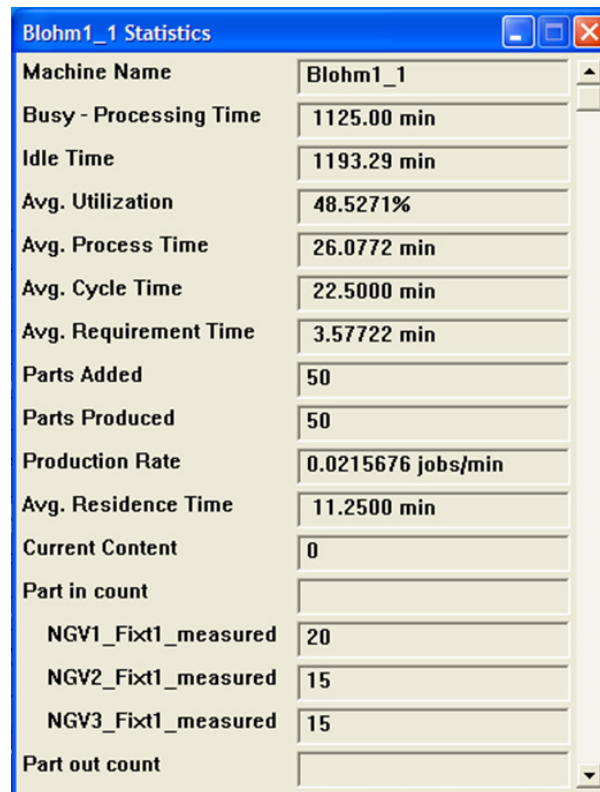 Blohm1_1 Statistics
Machine Name Blohm1_1
Busy - Processing Time 1125.00 min
Idle Time 1193.29 min
Avg. Utilization 48.5271%
Avg. Process Time 26.0772 min
Avg. Cycle Time 22.5000 min
Avg. Requirement Time 3.57722 min
Parts Added 50
Parts Produced 50
Production Rate 0.0215676 jobs/min
Avg. Residence Time 11.2500 min
Current Content 0
Part in count
NGV1_Fixt1_measured 20
NGV2_Fixt1_measured 15
NGV3_Fixt1_measured 15
Part out count